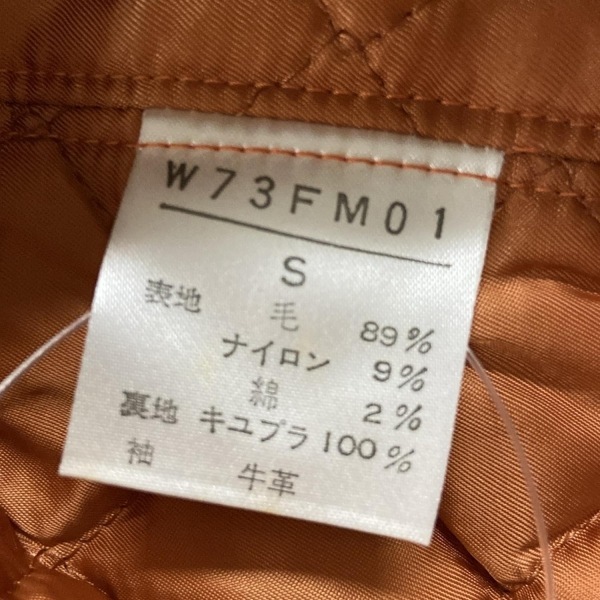 W73FM01
S
表地 毛 89%
ナイロン 9%
綿 2%
裏地 キユプラ 100%
袖 牛革